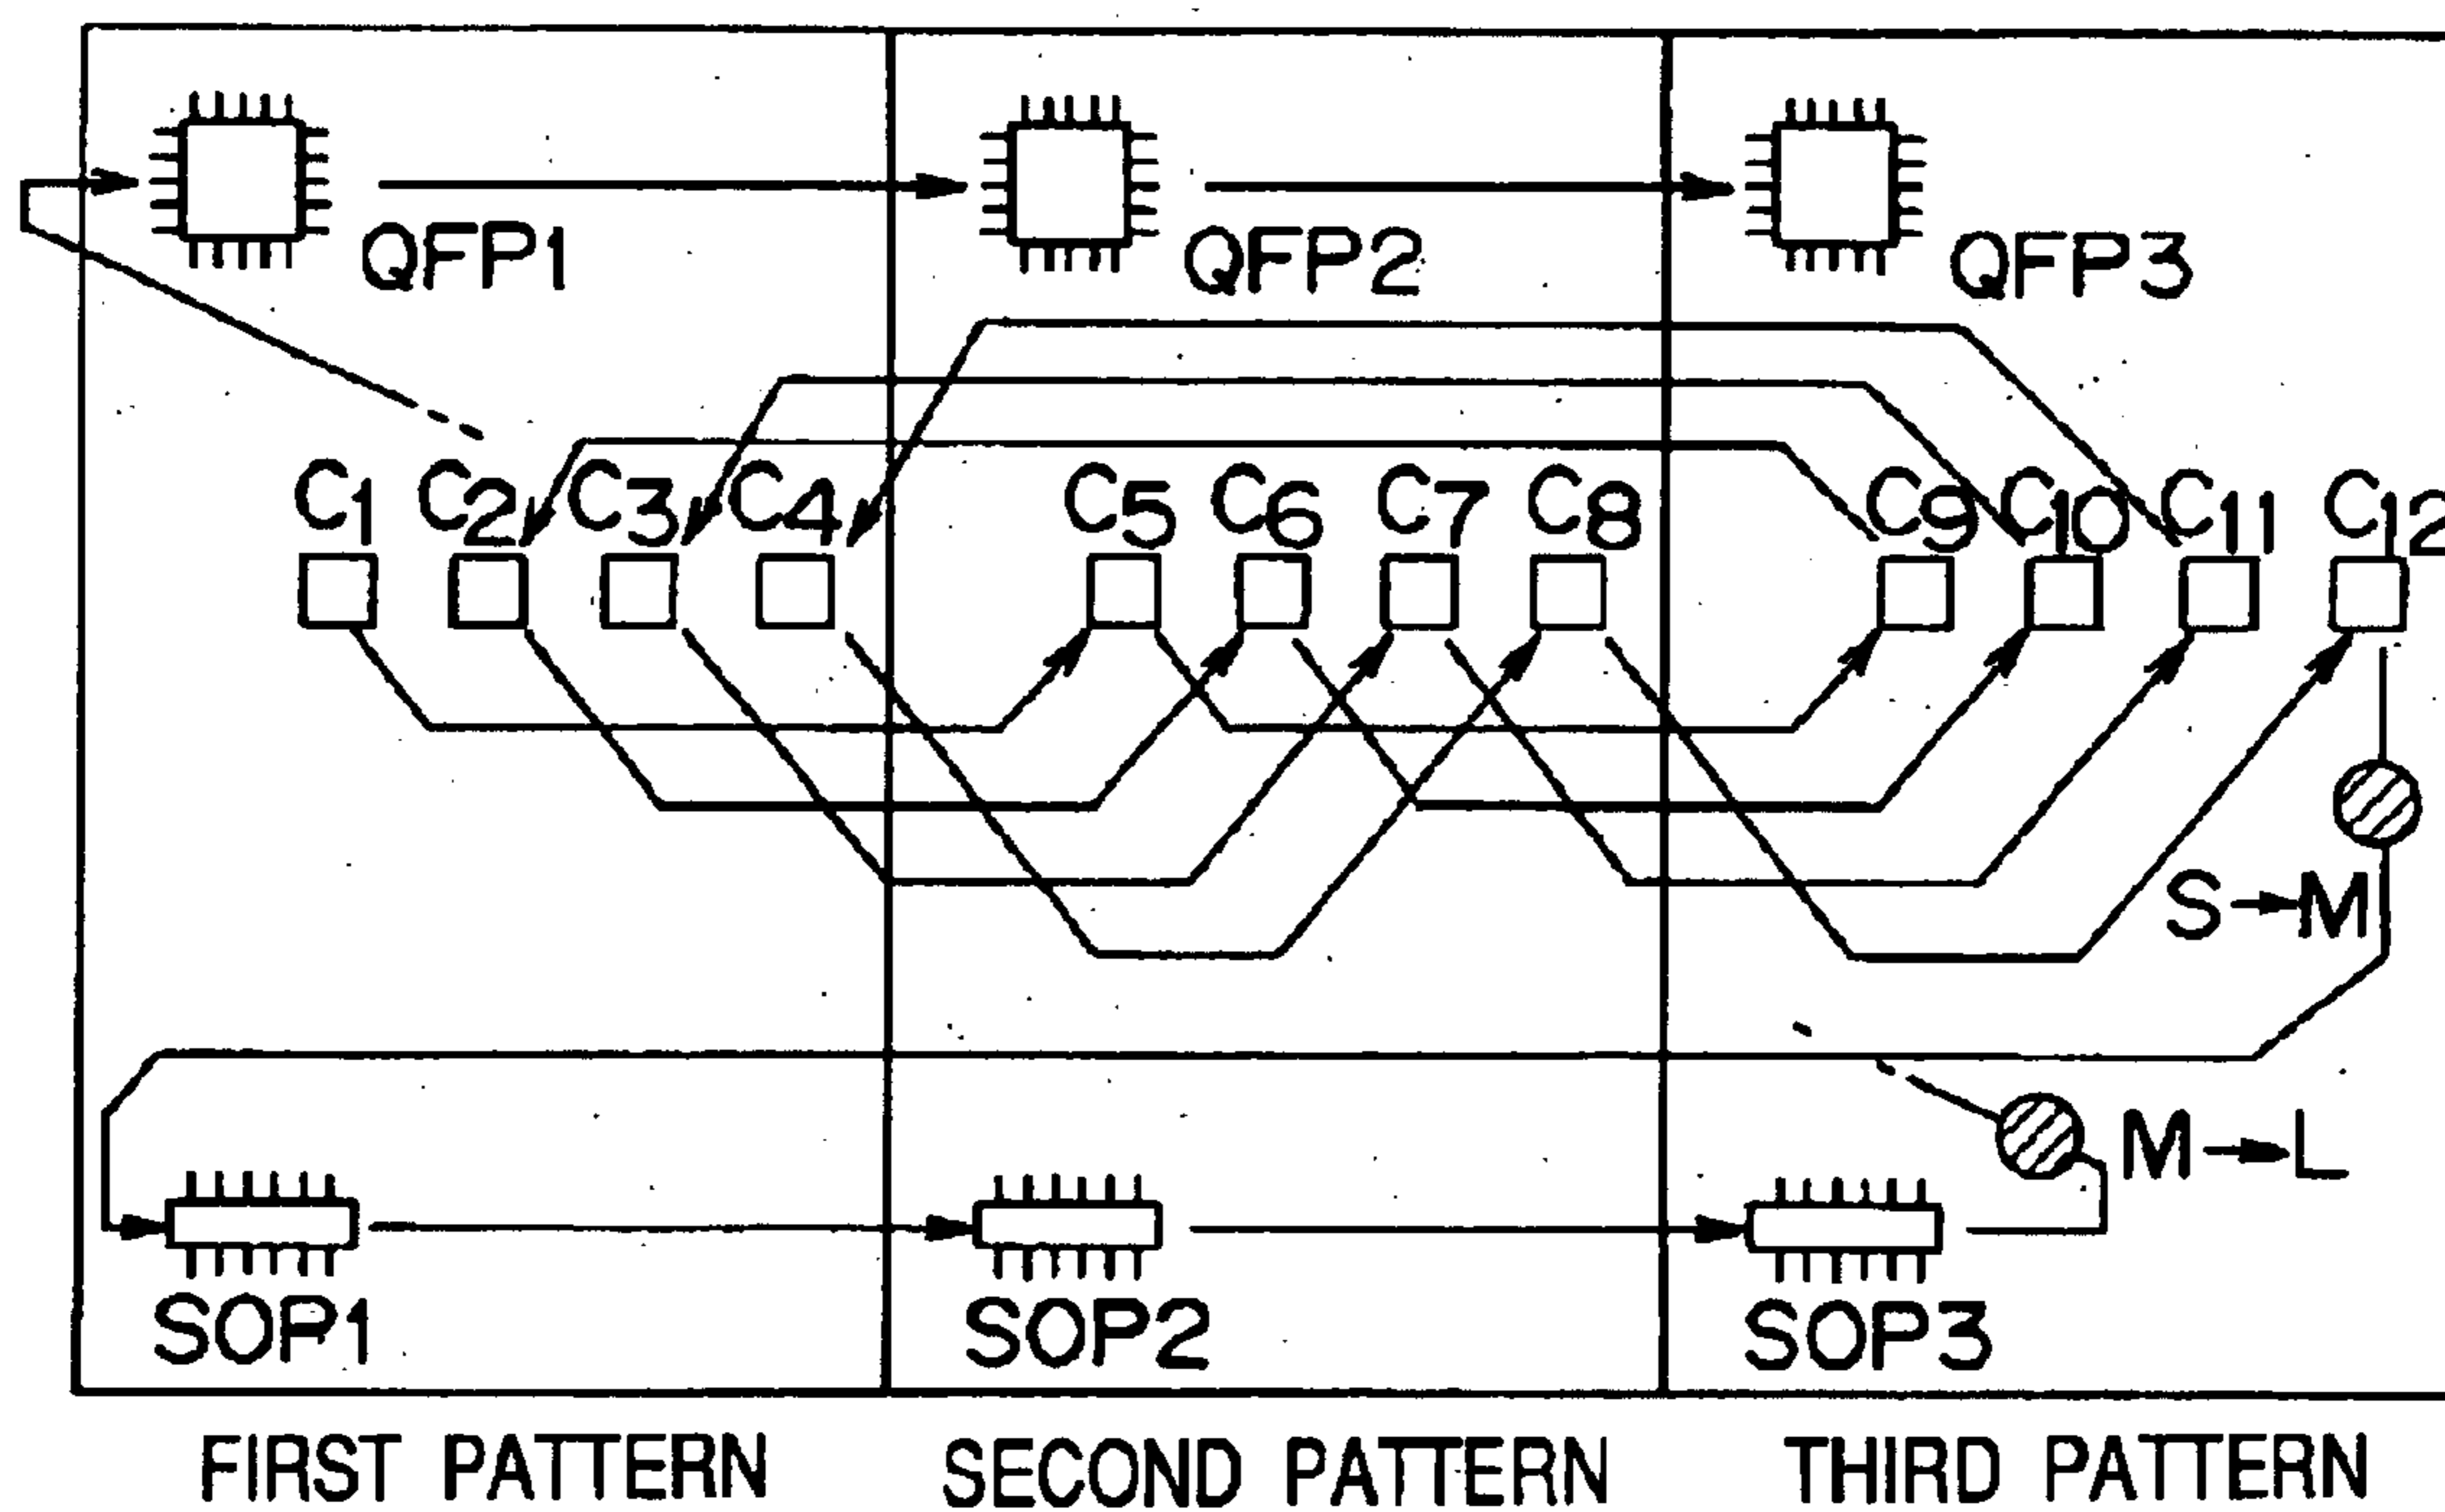 QFP1 QFP2 QFP3
C1 C2 C3 C4 C5 C6 C7 C8 C9 C10 C11 C12
S→M
M→L
SOP1 SOP2 SOP3
FIRST PATTERN SECOND PATTERN THIRD PATTERN